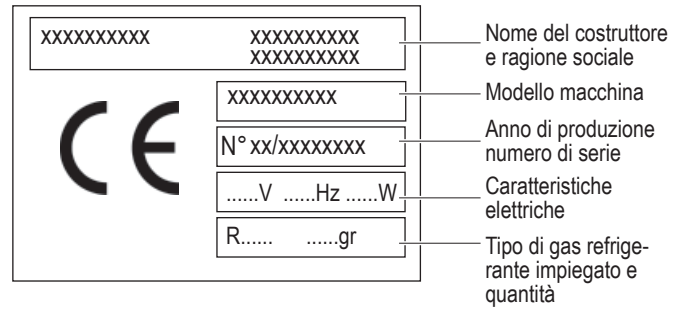 xxxxxxxxxx xxxxxxxxxx
xxxxxxxxxx
Nome del costruttore
e ragione sociale
xxxxxxxxxx
Modello macchina
CE
N° xx/xxxxxxxx
Anno di produzione
numero di serie
......V ......Hz ......W
Caratteristiche
elettriche
R...... ......gr
Tipo di gas refrige-
rante impiegato e
quantità